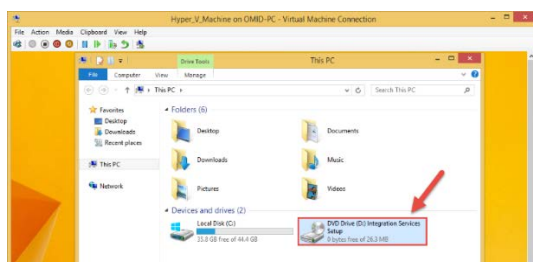 Hyper_V_Machine on OMID-PC - Virtual Machine Connection
File Action Media Clipboard View Help
Drive Tools This PC
File Computer View Manage
This PC
Search This PC
Favorites
Desktop
Downloads
Recent places
This PC
Network
Folders (6)
Desktop
Documents
Downloads
Music
Pictures
Videos
Devices and drives (2)
Local Disk (C:)
33.8 GB free of 44.4 GB
DVD Drive (D:) Integration Services
Setup
0 bytes free of 28.3 MB